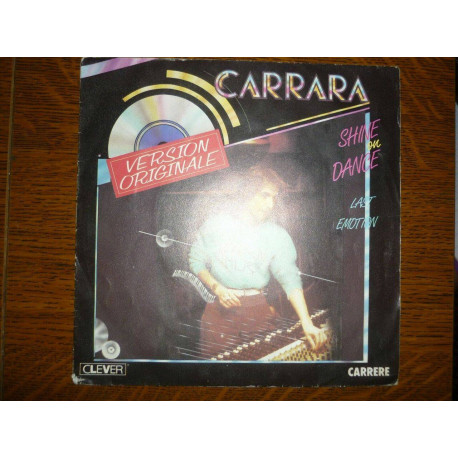 CARRARA
VERSION
ORIGINALE
SHINE
on
DANCE
LAST
EMOTION
CLEVER
CARRERE